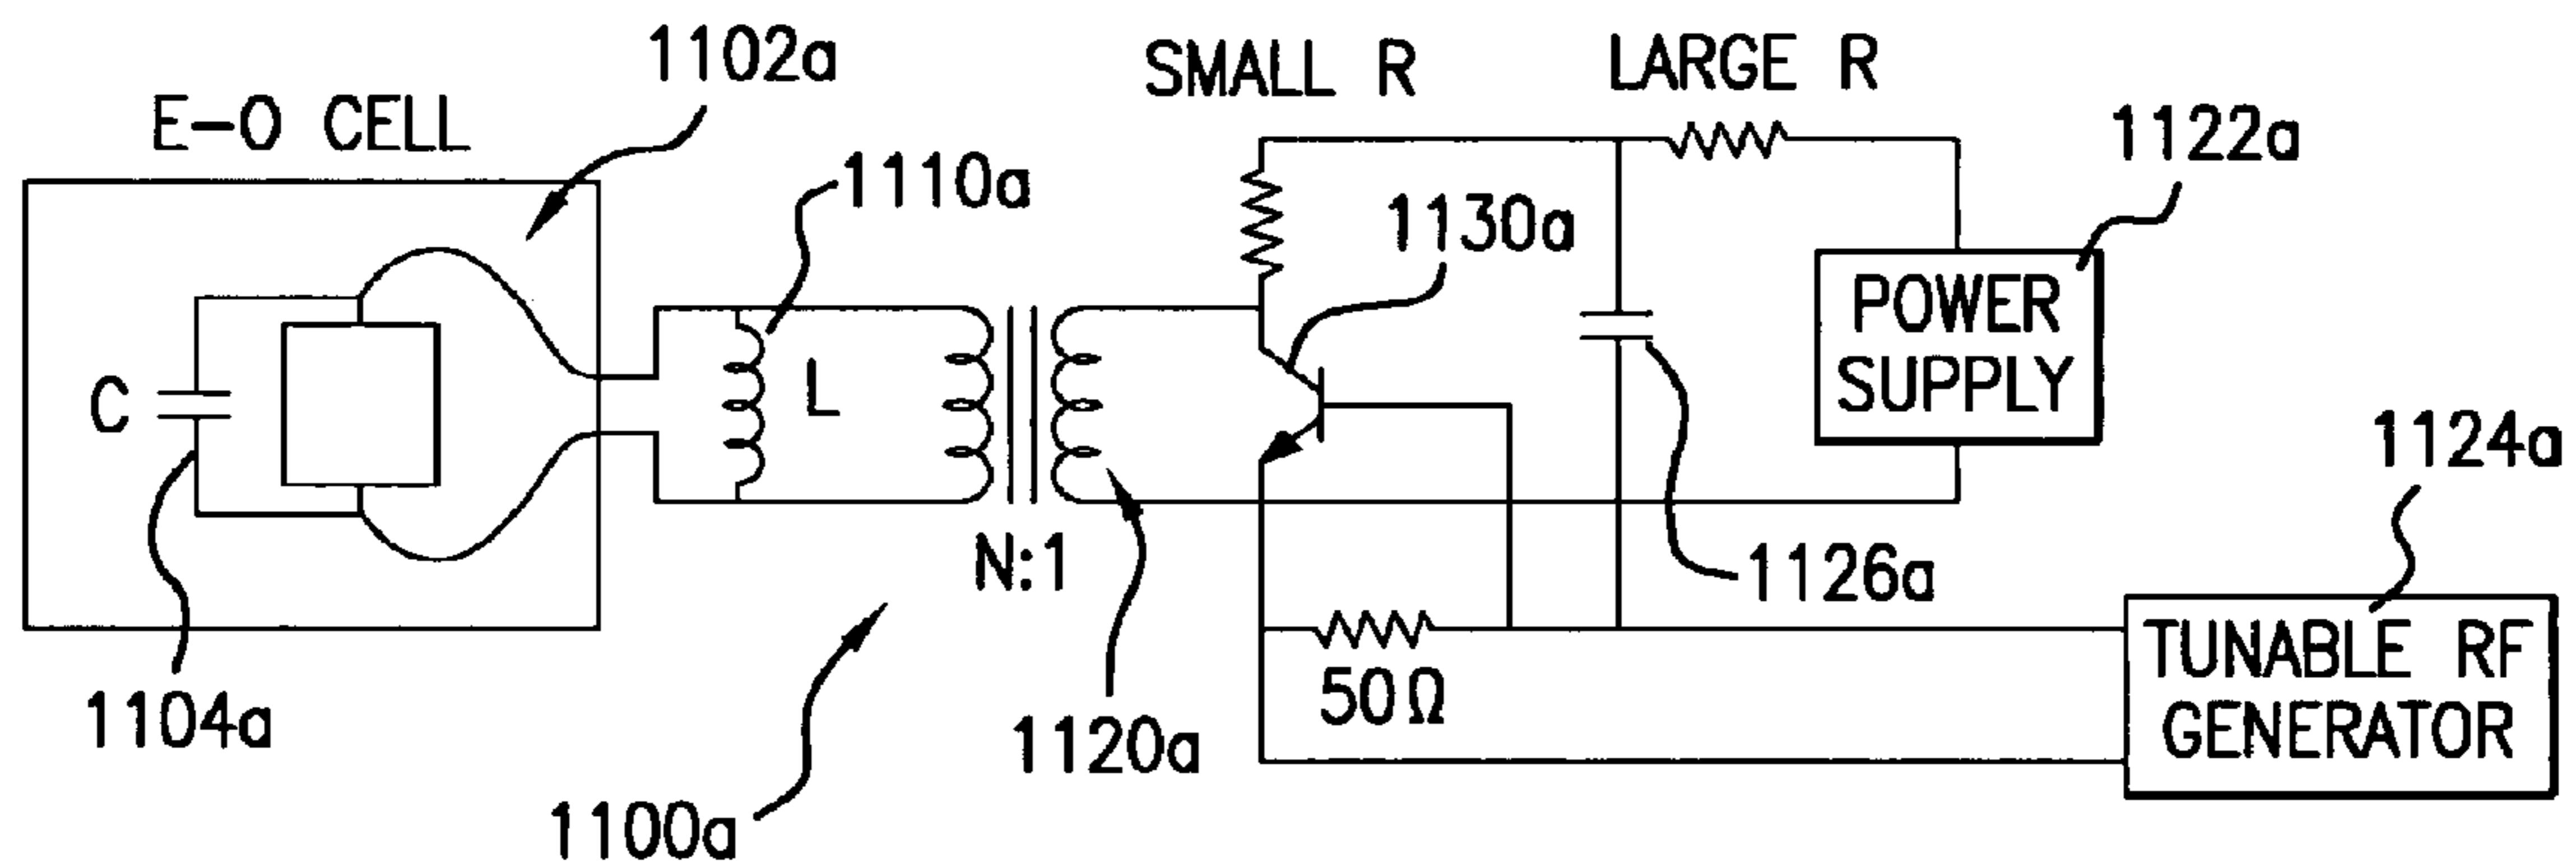 1102a
SMALL R
LARGE R
E-O CELL
1122a
1110a
1130a
POWER
SUPPLY
C
L
1124a
N:1
1126a
TUNABLE RF
GENERATOR
50Ω
1104a
1120a
1100a